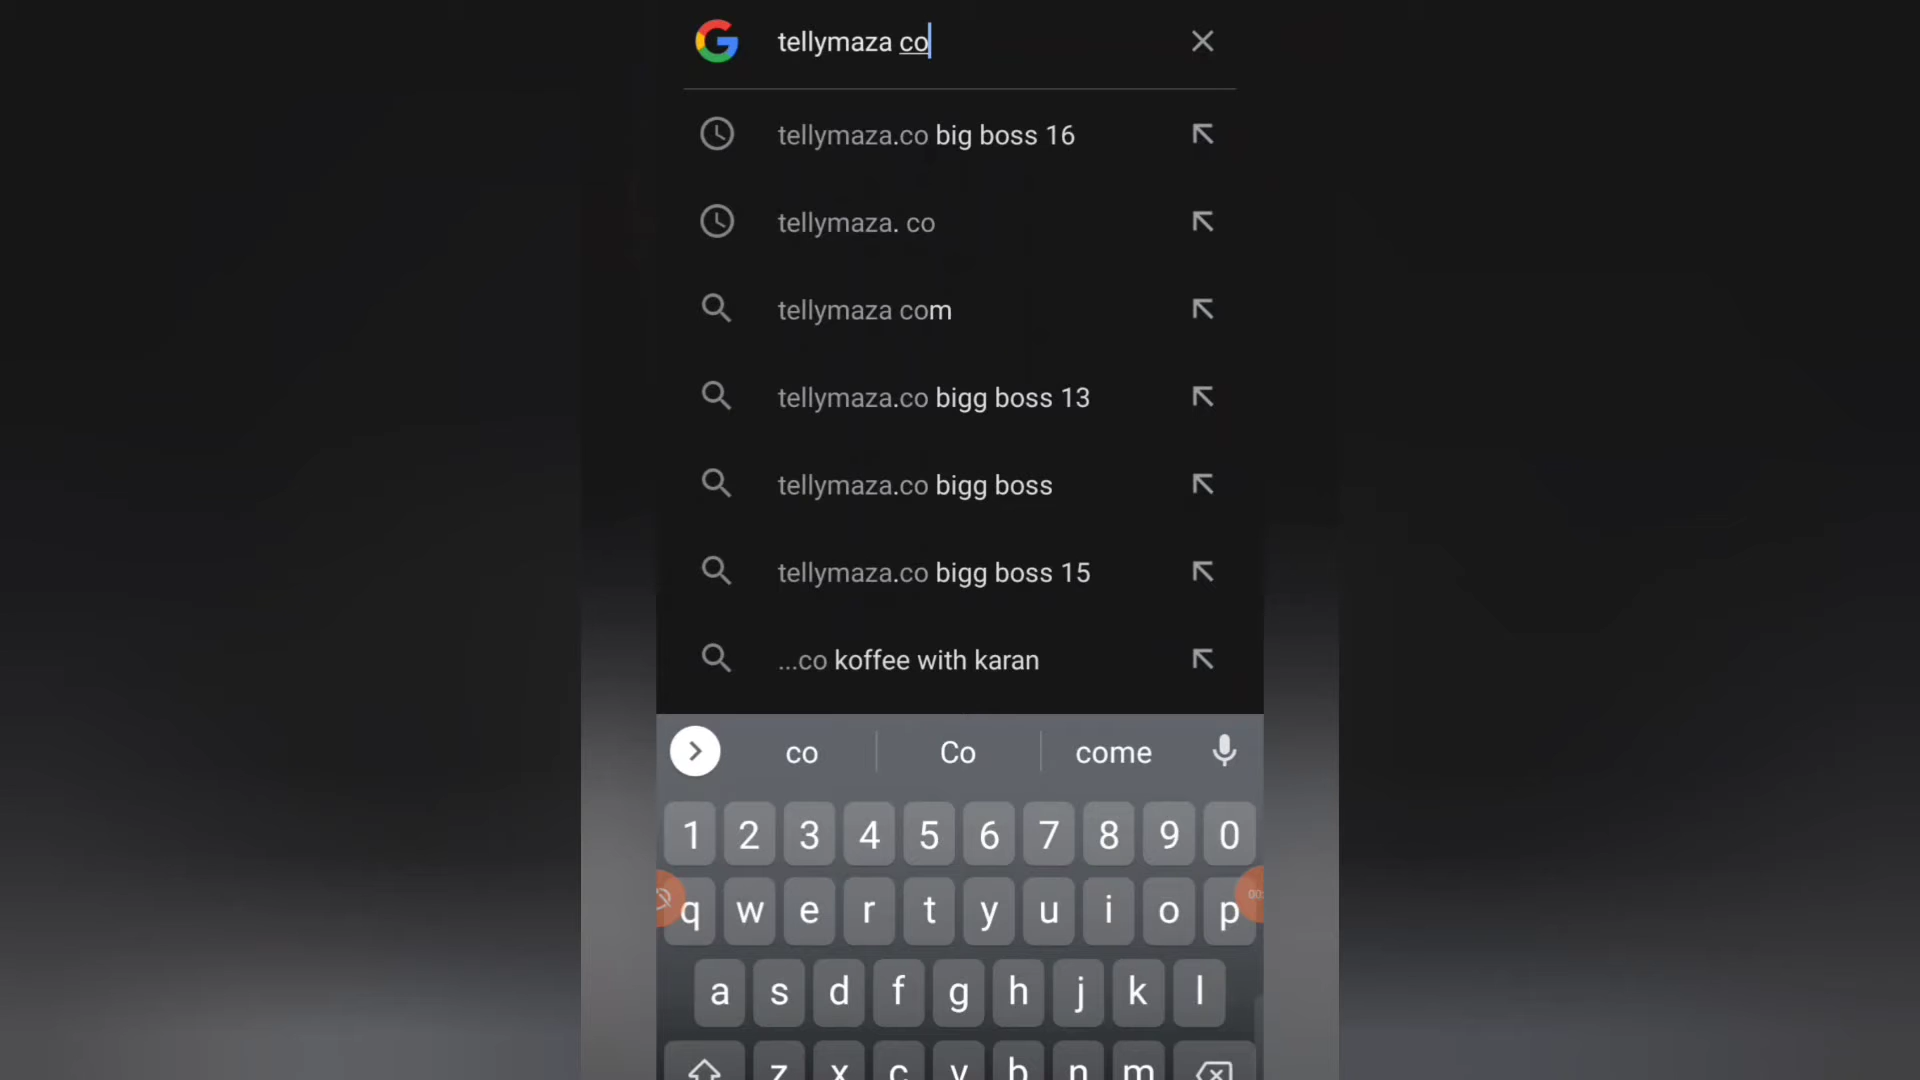 tellymaza co
tellymaza.co big boss 16
tellymaza. co
tellymaza com
tellymaza.co bigg boss 13
tellymaza.co bigg boss
tellymaza.co bigg boss 15
...co koffee with karan
co Co come
1 2 3 4 5 6 7 8 9 0
q w e r t y u i o p
a s d f g h j k l
z x c v b n m